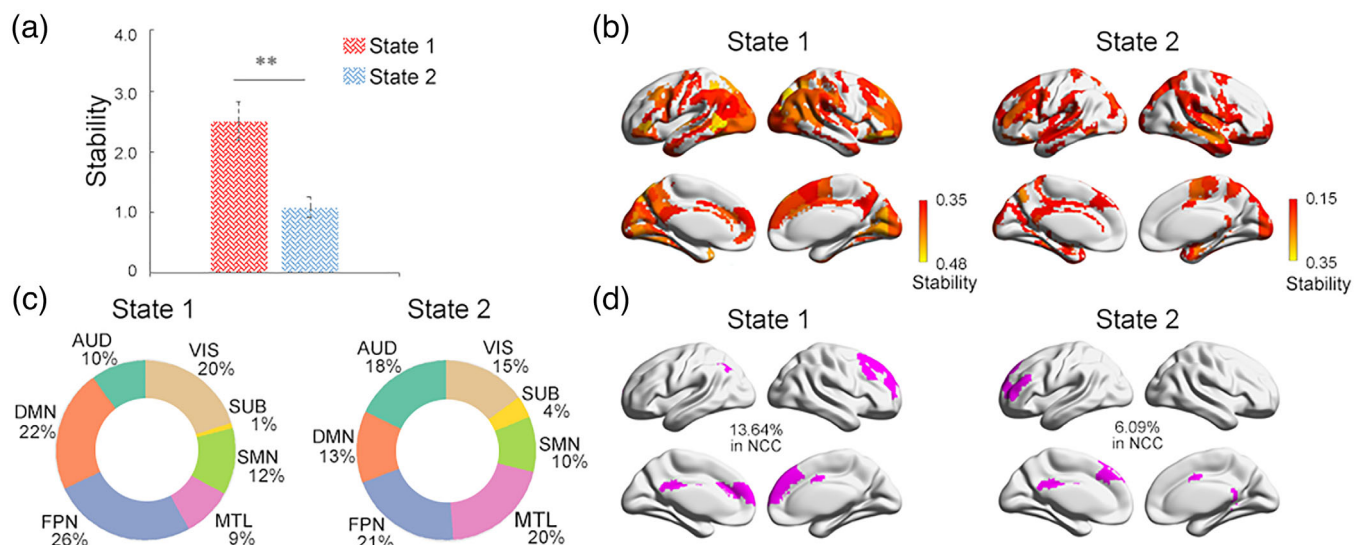 (a)
4.0
3.0
2.0
1.0
0
Stability
**
State 1
State 2
(b)
State 1
State 2
0.35
0.48
Stability
0.15
0.35
Stability
(c)
State 1
AUD
10%
VIS
20%
SUB
1%
SMN
12%
MTL
9%
FPN
26%
DMN
22%
State 2
AUD
18%
VIS
15%
SUB
4%
SMN
10%
MTL
20%
FPN
21%
DMN
13%
(d)
State 1
State 2
13.64%
in NCC
6.09%
in NCC